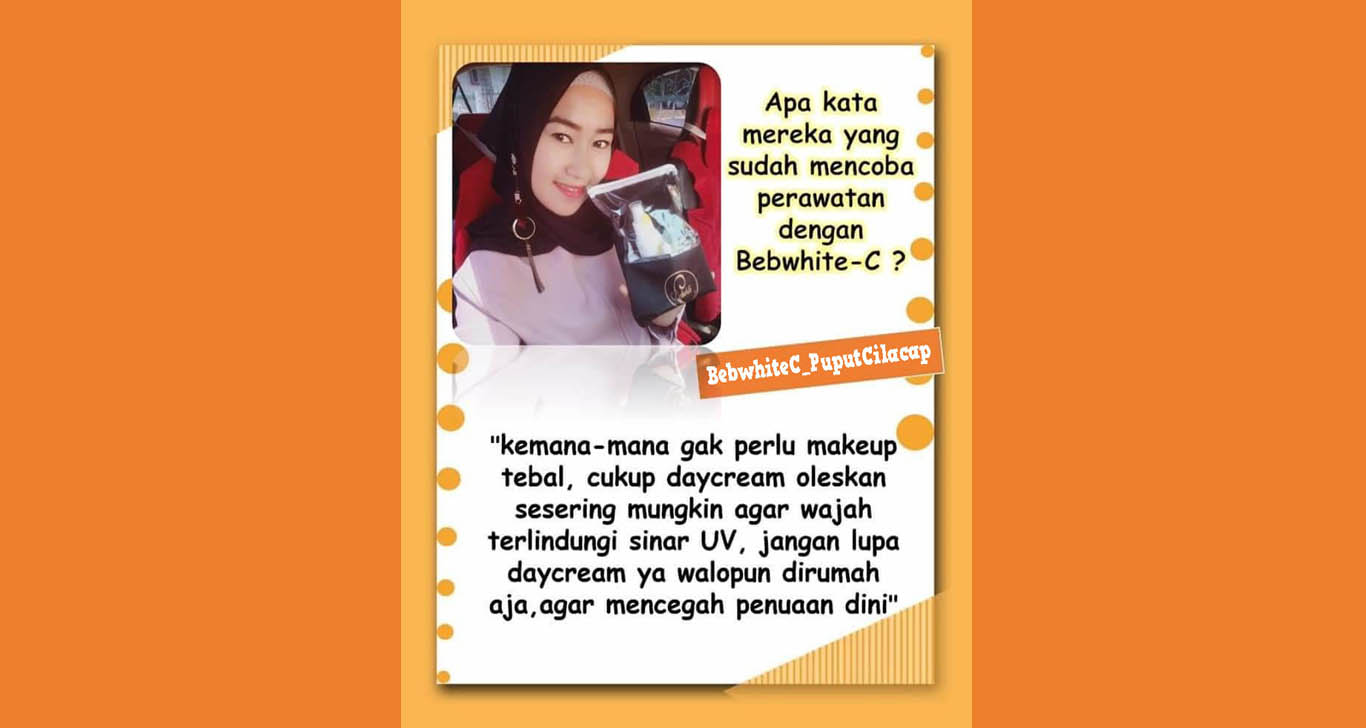 Apa kata
mereka yang
sudah mencoba
perawatan
dengan
Bebwhite-C ?
BebwhiteC_PuputCilacap
"kemana-mana gak perlu makeup
tebal, cukup daycream oleskan
sesering mungkin agar wajah
terlindungi sinar UV, jangan lupa
daycream ya walopun dirumah
aja,agar mencegah penuaan dini"